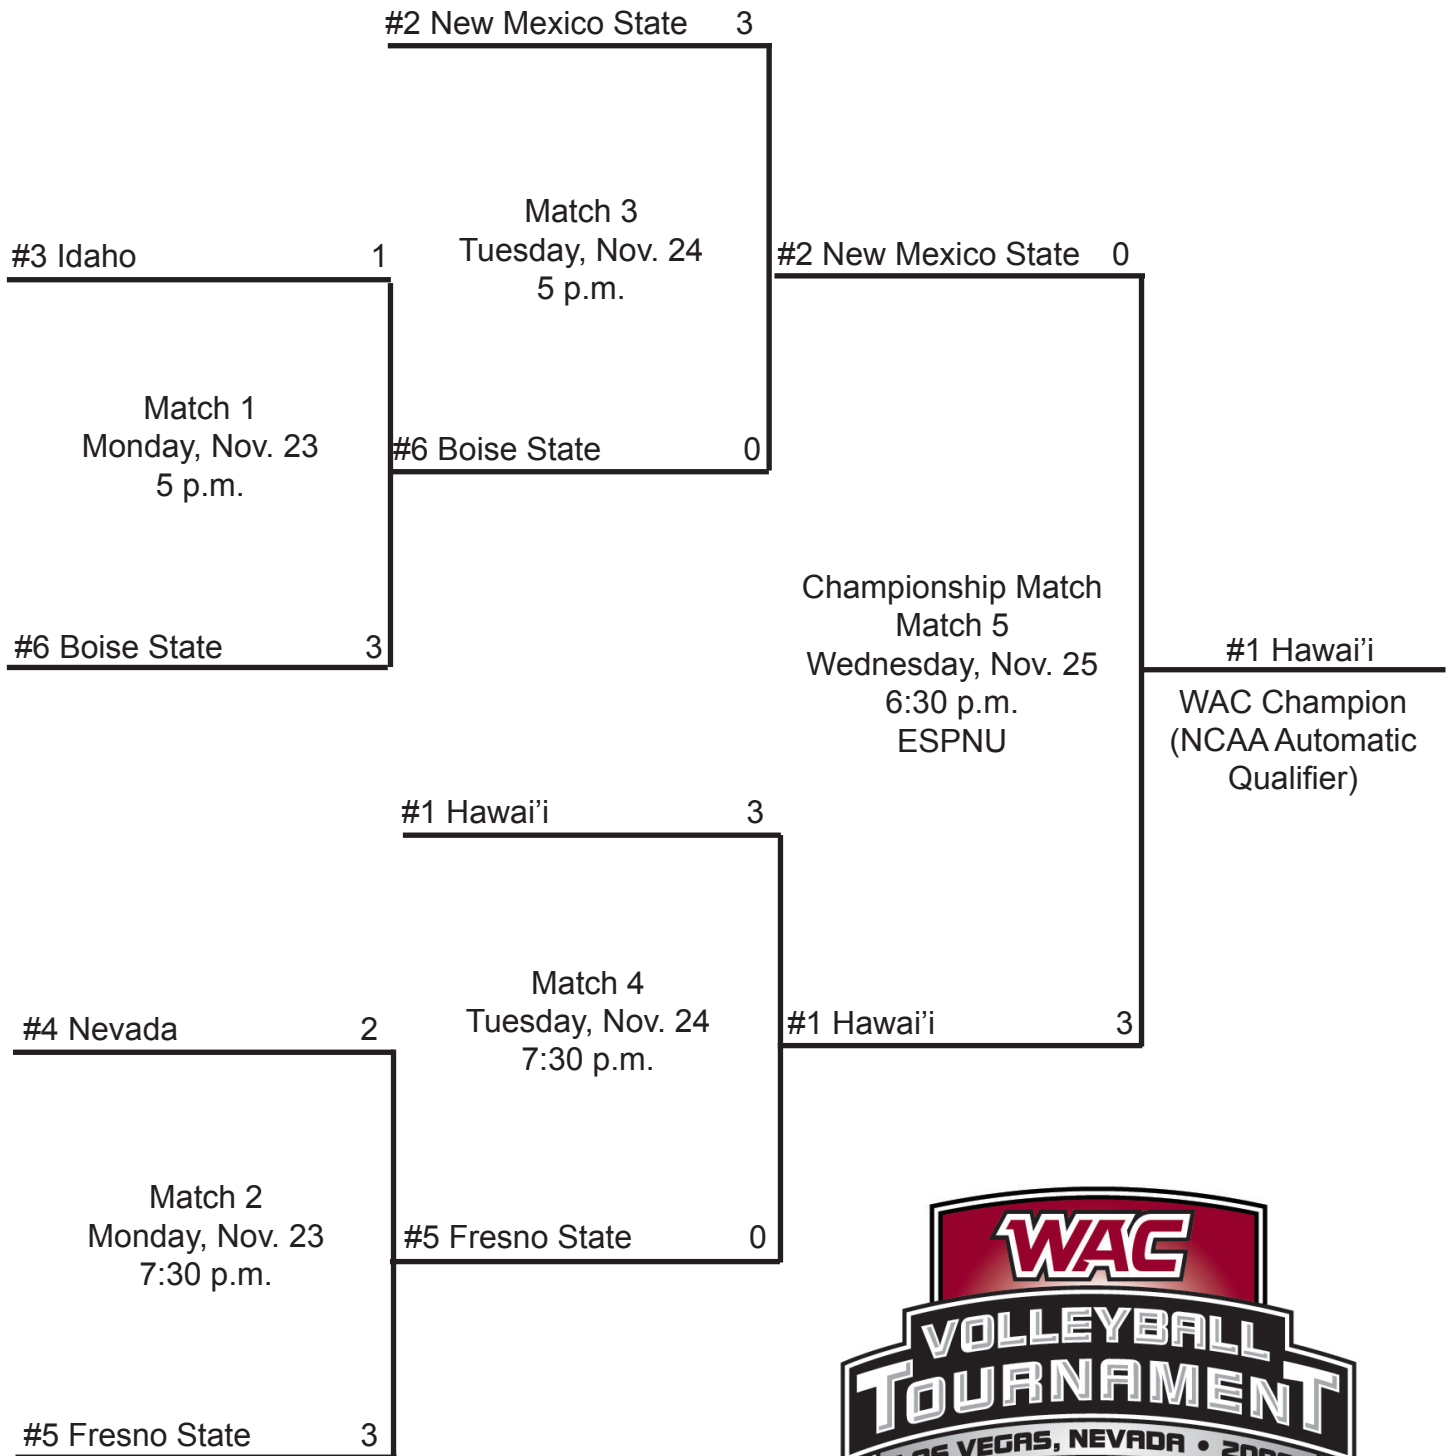 #2 New Mexico State 3
Match 3
Tuesday, Nov. 24
5 p.m.
#3 Idaho 1
#2 New Mexico State 0
Match 1
Monday, Nov. 23
5 p.m.
#6 Boise State 0
Championship Match
Match 5
Wednesday, Nov. 25
6:30 p.m.
ESPNU
#6 Boise State 3
#1 Hawai’i
WAC Champion
(NCAA Automatic
Qualifier)
#1 Hawai’i 3
Match 4
Tuesday, Nov. 24
7:30 p.m.
#4 Nevada 2
#1 Hawai’i 3
Match 2
Monday, Nov. 23
7:30 p.m.
#5 Fresno State 0
#5 Fresno State 3
WAC
VOLLEYBALL
TOURNAMENT
VEGAS, NEVADA •